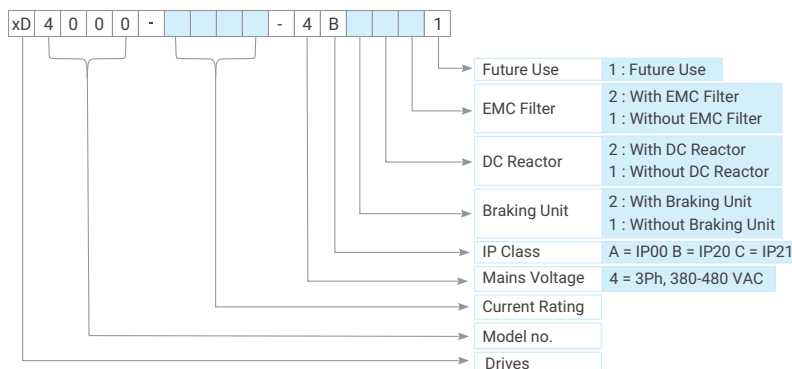 xD 4 0 0 0 - - 4 B 1
Future Use 1 : Future Use
EMC Filter
2 : With EMC Filter
1 : Without EMC Filter
DC Reactor
2 : With DC Reactor
1 : Without DC Reactor
Braking Unit
2 : With Braking Unit
1 : Without Braking Unit
IP Class A = IP00 B = IP20 C = IP21
Mains Voltage 4 = 3Ph, 380-480 VAC
Current Rating
Model no.
Drives